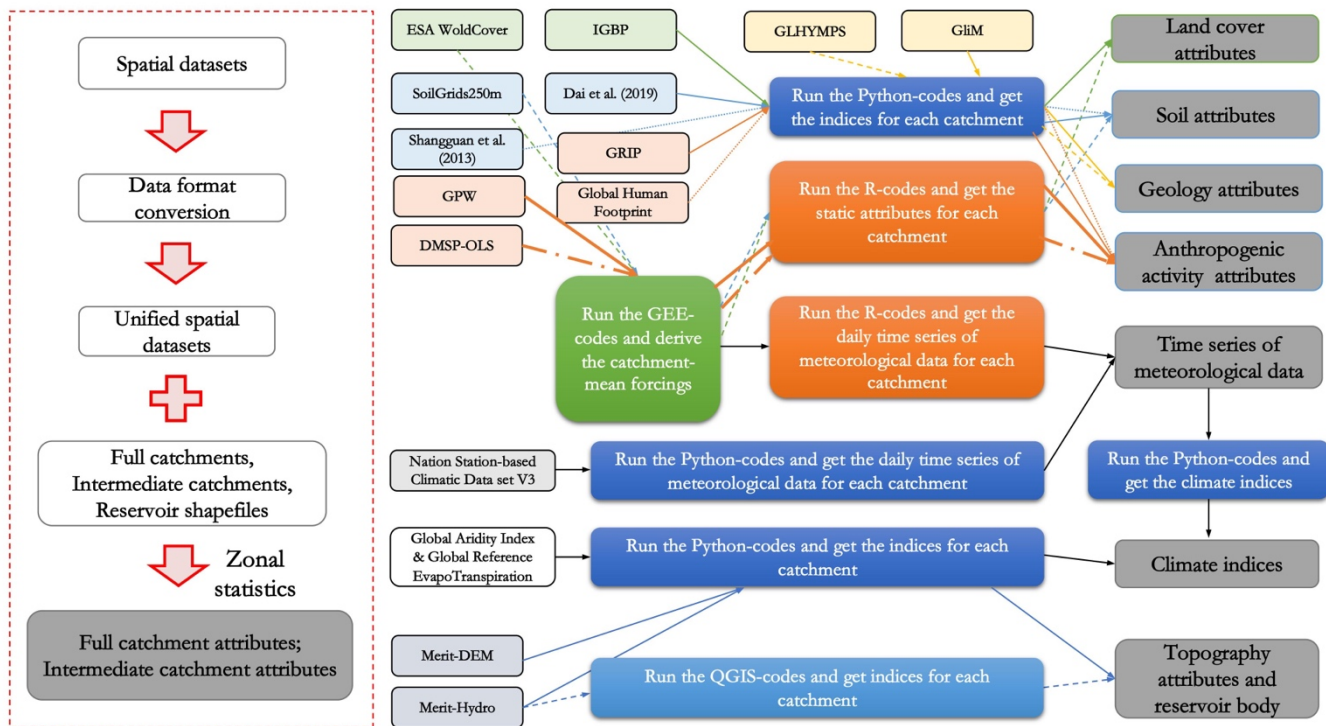 Spatial datasets
Data format
conversion
Unified spatial
datasets
Full catchments,
Intermediate catchments,
Reservoir shapefiles
Zonal
statistics
Full catchment attributes;
Intermediate catchment attributes
ESA WoldCover
IGBP
GLHYMPS
GliM
SoilGrids250m
Dai et al. (2019)
Shangguan et al.
(2013)
GRIP
GPW
Global Human
Footprint
DMSP-OLS
Run the Python-codes and get
the indices for each catchment
Run the R-codes and get the
static attributes for each
catchment
Run the GEE-
codes and derive
the catchment-
mean forcings
Run the R-codes and get the
daily time series of
meteorological data for each
catchment
Land cover
attributes
Soil attributes
Geology attributes
Anthropogenic
activity attributes
Time series of
meteorological data
Nation Station-based
Climatic Data set V3
Run the Python-codes and get the daily time series of
meteorological data for each catchment
Run the Python-codes and
get the climate indices
Global Aridity Index
& Global Reference
EvapoTranspiration
Run the Python-codes and get the indices for each
catchment
Climate indices
Merit-DEM
Merit-Hydro
Run the QGIS-codes and get indices for each
catchment
Topography
attributes and
reservoir body